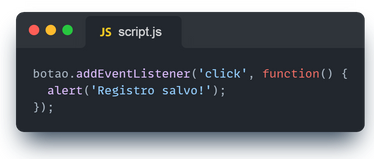 JS script.js
botao.addEventListener('click', function() {
  alert('Registro salvo!');
});